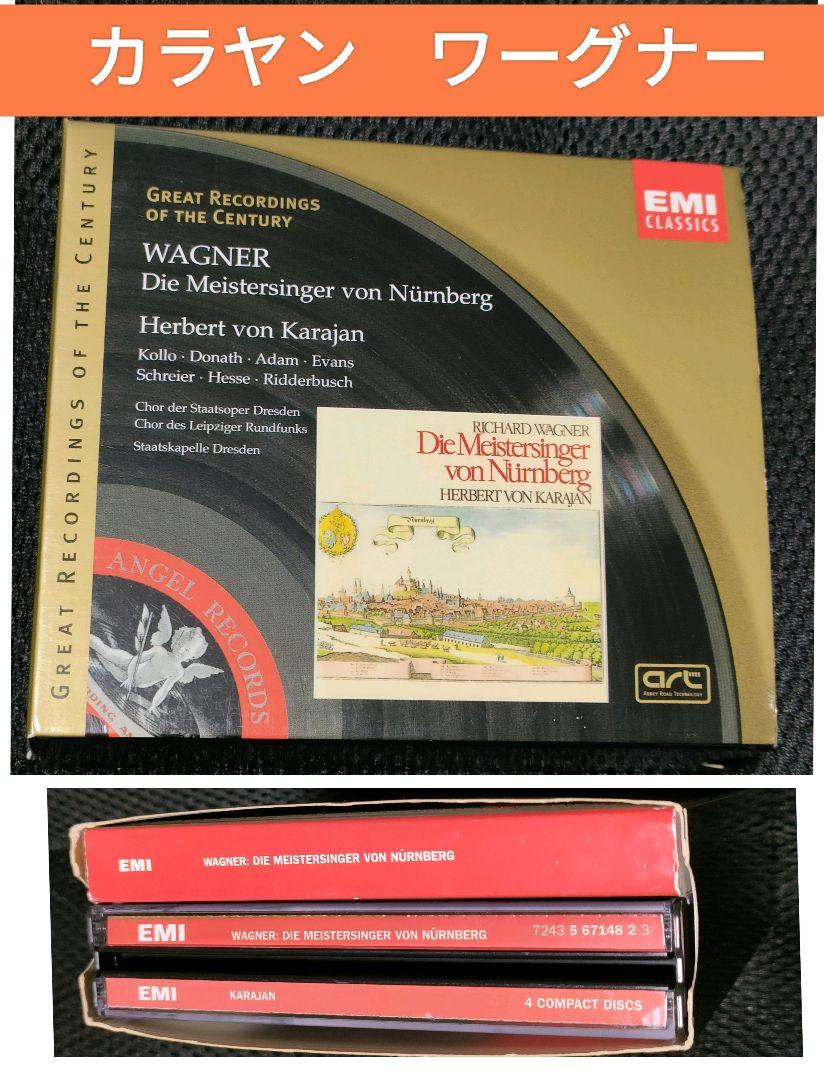 カラヤン　ワーグナー
GREAT RECORDINGS OF THE CENTURY
GREAT RECORDINGS
OF THE CENTURY
EMI
CLASSICS
WAGNER
Die Meistersinger von Nürnberg
Herbert von Karajan
Kollo · Donath · Adam · Evans
Schreier · Hesse · Ridderbusch
Chor der Staatsoper Dresden
Chor des Leipziger Rundfunks
Staatskapelle Dresden
RICHARD WAGNER
Die Meistersinger
von Nürnberg
HERBERT VON KARAJAN
Nürnberg
ANGEL RECORDS
art
ABBEY ROAD TECHNOLOGY
EMI WAGNER: DIE MEISTERSINGER VON NÜRNBERG
EMI WAGNER: DIE MEISTERSINGER VON NÜRNBERG 7243 5 67148 2 3
EMI KARAJAN 4 COMPACT DISCS